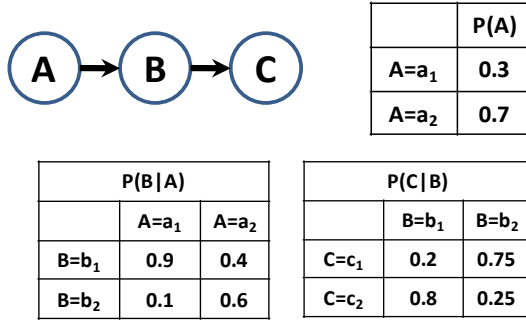 A B C
P(A)
A=a₁ 0.3
A=a₂ 0.7
P(B|A)
A=a₁ A=a₂
B=b₁ 0.9 0.4
B=b₂ 0.1 0.6
P(C|B)
B=b₁ B=b₂
C=c₁ 0.2 0.75
C=c₂ 0.8 0.25